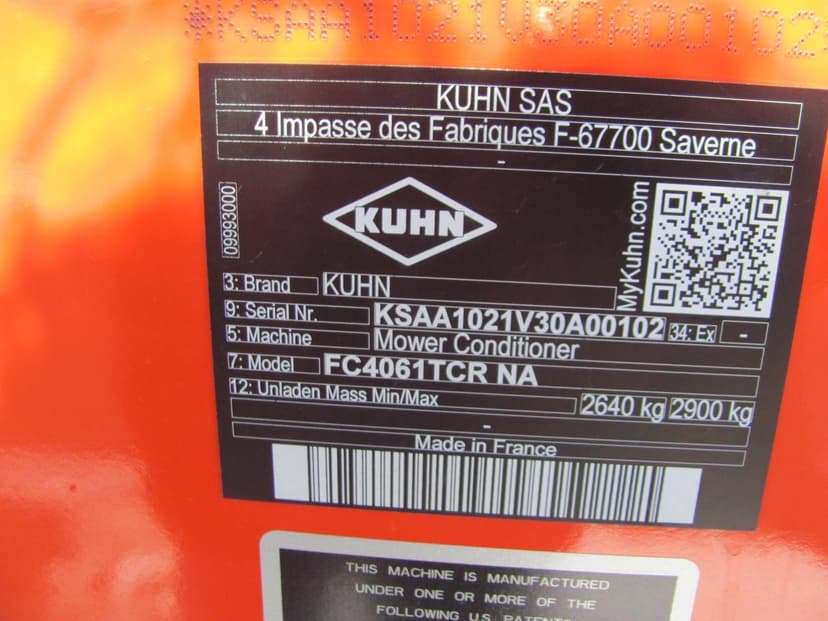 *KSAA1021V30A00102
KUHN SAS
4 Impasse des Fabriques F-67700 Saverne
-
09993000
KUHN
MyKuhn.com
3: Brand KUHN
9: Serial Nr. KSAA1021V30A00102 34: Ex -
5: Machine Mower Conditioner
7: Model FC4061TCR NA
12: Unladen Mass Min/Max 2640 kg 2900 kg
-
Made in France
THIS MACHINE IS MANUFACTURED
UNDER ONE OR MORE OF THE
FOLLOWING U.S. PATENTS